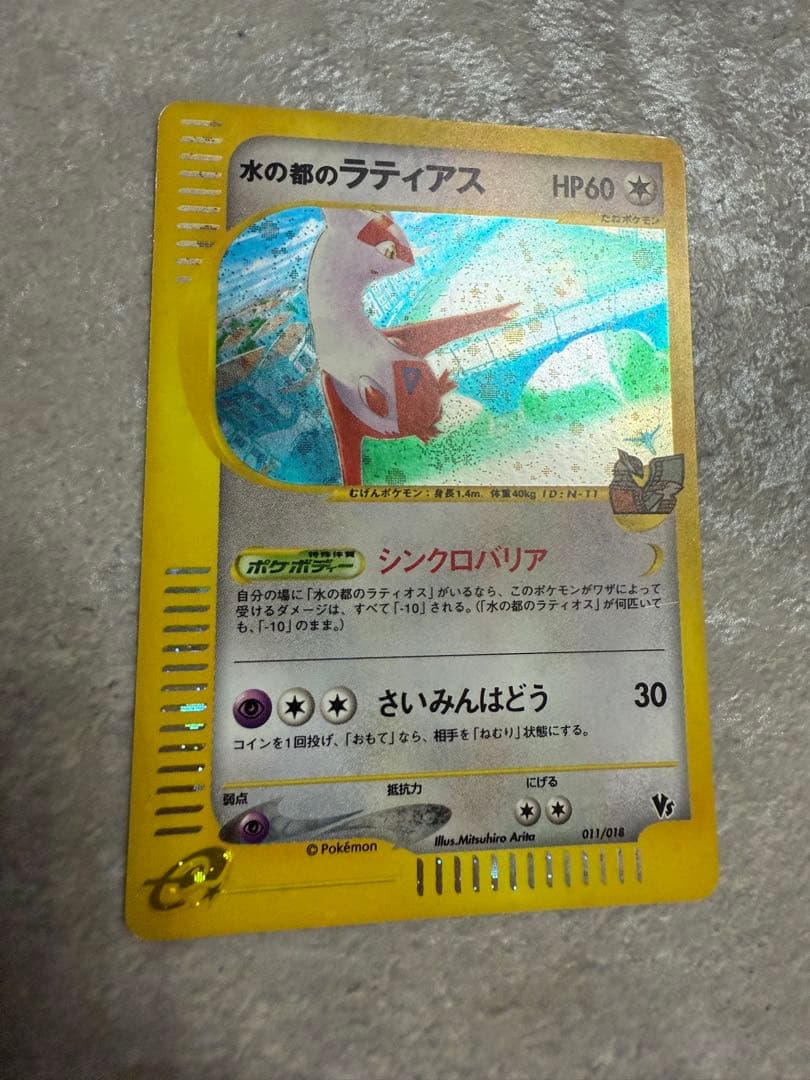 水の都のラティアス HP60
たねポケモン
むげんポケモン：身長1.4m、体重40kg ID:N-T1
特殊体質
ポケボディー シンクロバリア
自分の場に「水の都のラティオス」がいるなら、このポケモンがワザによって
受けるダメージは、すべて「-10」される。(「水の都のラティオス」が何匹いて
も、「-10」のまま。)
さいみんはどう 30
コインを1回投げ、「おもて」なら、相手を「ねむり」状態にする。
弱点 抵抗力 にげる
Illus.Mitsuhiro Arita 011/018 VS
© Pokémon
e